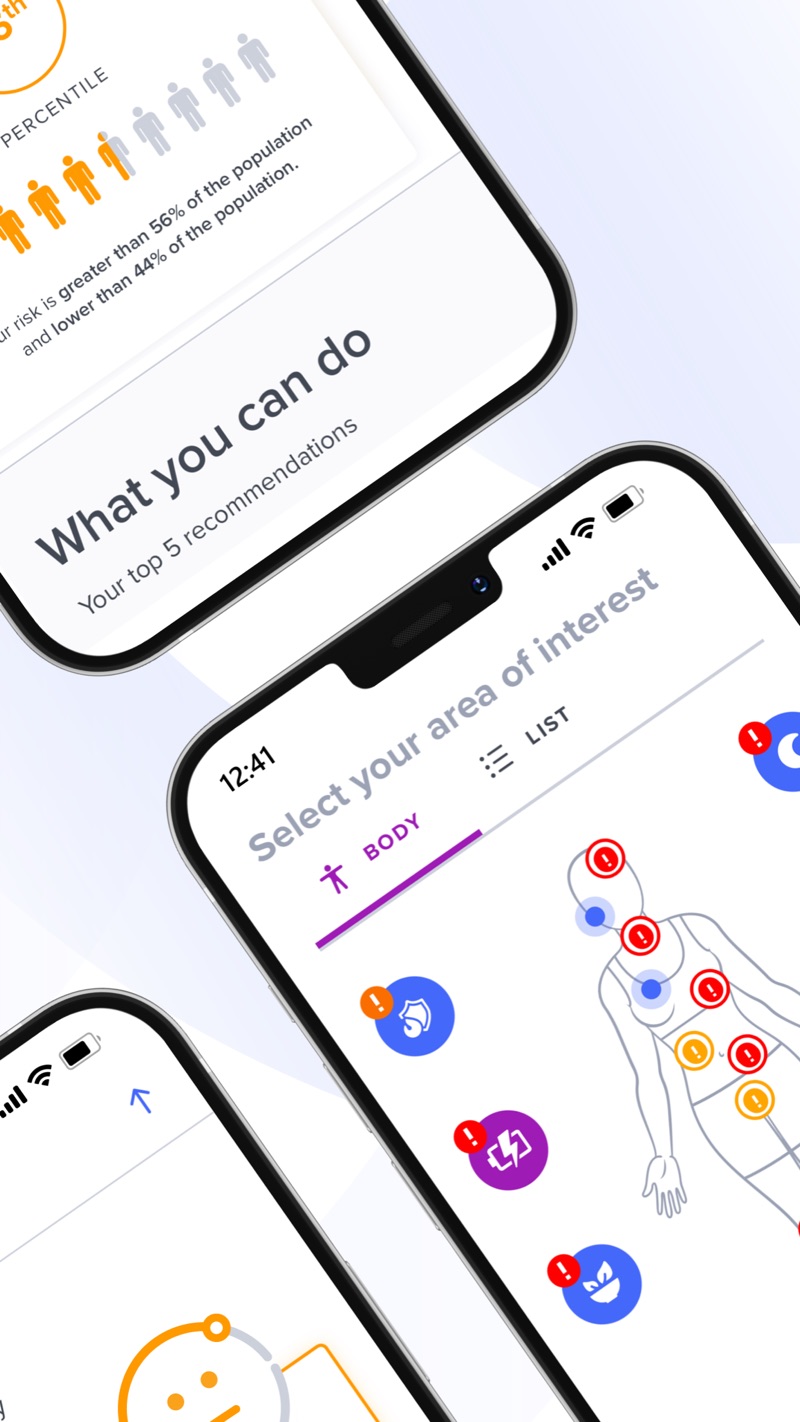 th
PERCENTILE
risk is greater than 56% of the population
and lower than 44% of the population.
What you can do
Your top 5 recommendations
12:41
Select your area of interest
BODY
LIST